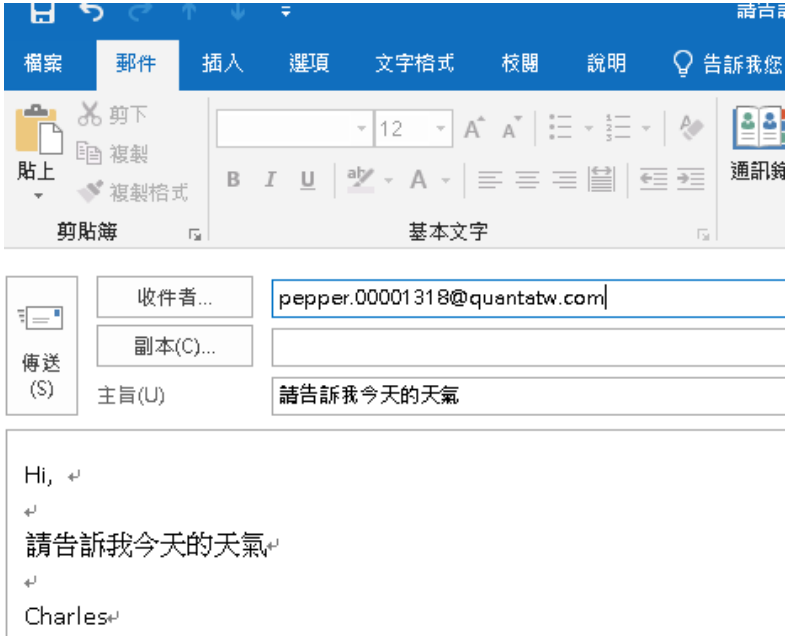 請告
檔案 郵件 插入 選項 文字格式 校閱 說明 告訴我您
剪下
複製
複製格式
貼上
12
B I U A
通訊錄
剪貼簿 基本文字
收件者... pepper.00001318@quantatw.com
副本(C)...
傳送
(S)
主旨(U) 請告訴我今天的天氣
Hi,
請告訴我今天的天氣
Charles